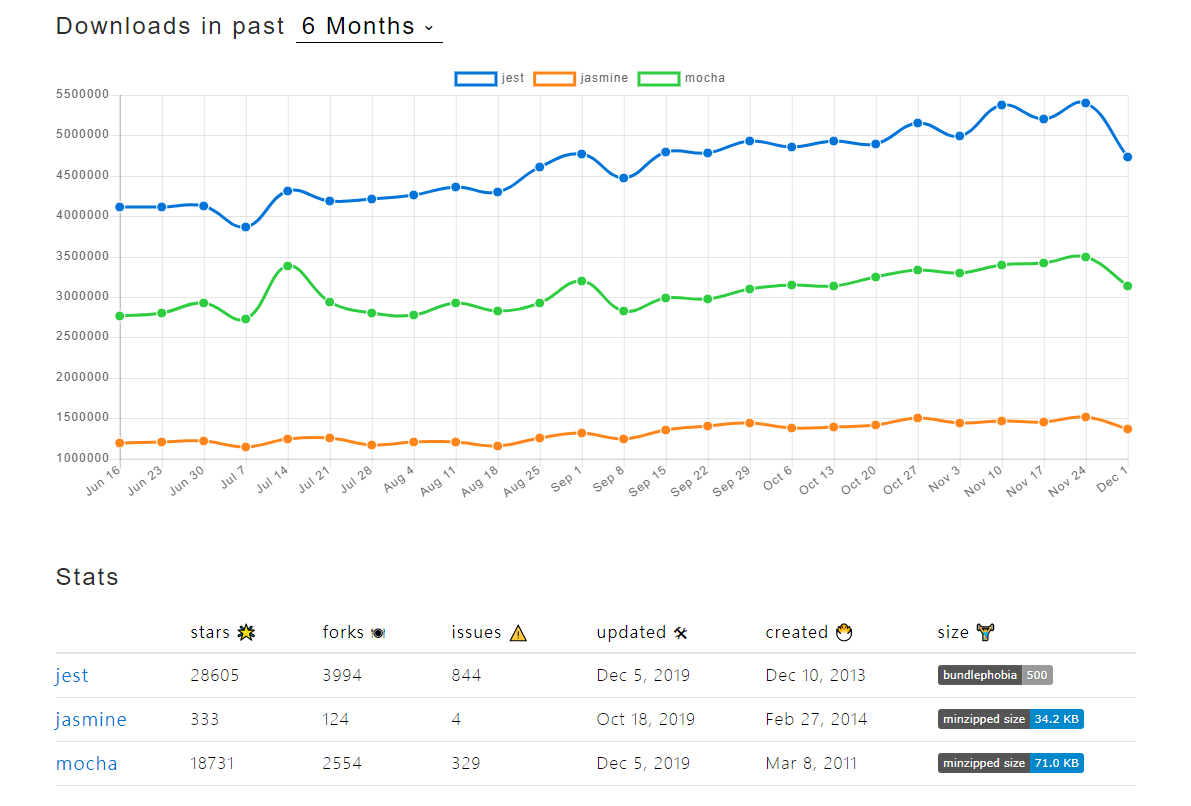 Downloads in past 6 Months
jest jasmine mocha
5500000
5000000
4500000
4000000
3500000
3000000
2500000
2000000
1500000
1000000
Jun 16 Jun 23 Jun 30 Jul 7 Jul 14 Jul 21 Jul 28 Aug 4 Aug 11 Aug 18 Aug 25 Sep 1 Sep 8 Sep 15 Sep 22 Sep 29 Oct 6 Oct 13 Oct 20 Oct 27 Nov 3 Nov 10 Nov 17 Nov 24 Dec 1
Stats
stars forks issues updated created size
jest 28605 3994 844 Dec 5, 2019 Dec 10, 2013 bundlephobia 500
jasmine 333 124 4 Oct 18, 2019 Feb 27, 2014 minzipped size 34.2 KB
mocha 18731 2554 329 Dec 5, 2019 Mar 8, 2011 minzipped size 71.0 KB